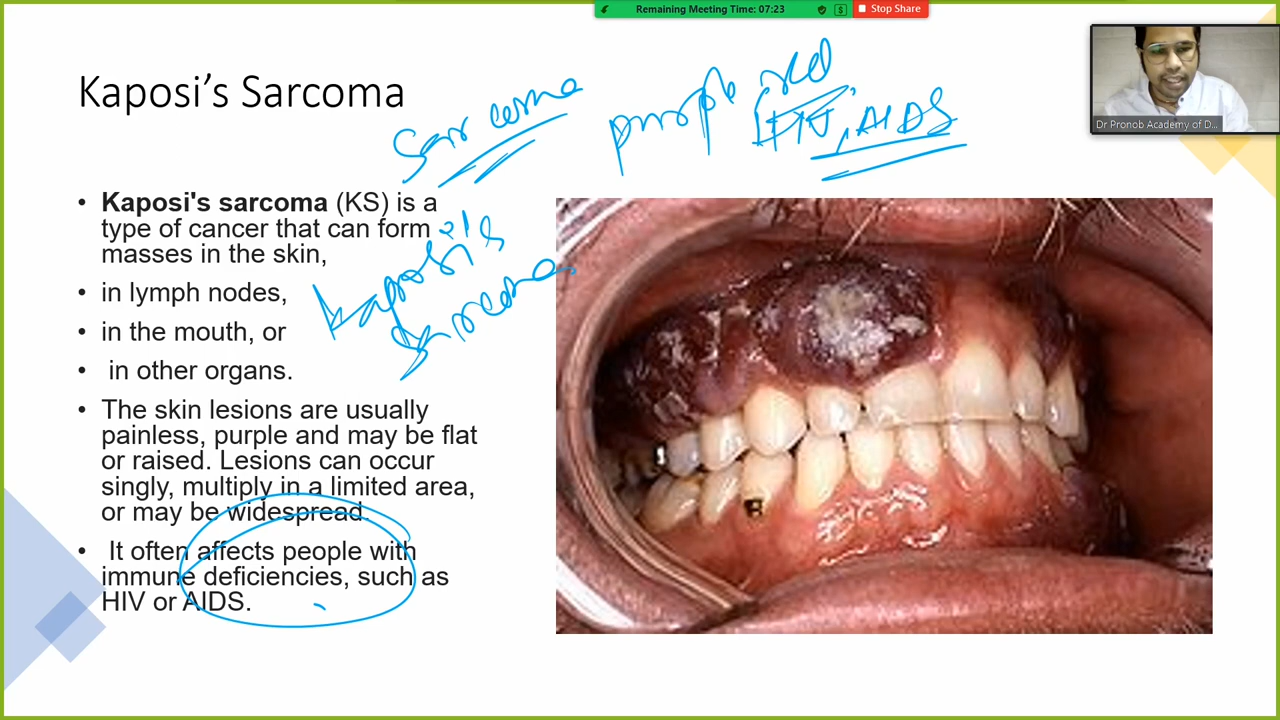 Remaining Meeting Time: 07:23
Stop Share
Dr Pronob Academy of D...
Kaposi's Sarcoma
Sarcoma
purple red
HIV, AIDS
• Kaposi's sarcoma (KS) is a
type of cancer that can form
masses in the skin,
• in lymph nodes,
• in the mouth, or
• in other organs.
Kaposi's
Sarcoma
• The skin lesions are usually
painless, purple and may be flat
or raised. Lesions can occur
singly, multiply in a limited area,
or may be widespread.
• It often affects people with
immune deficiencies, such as
HIV or AIDS.